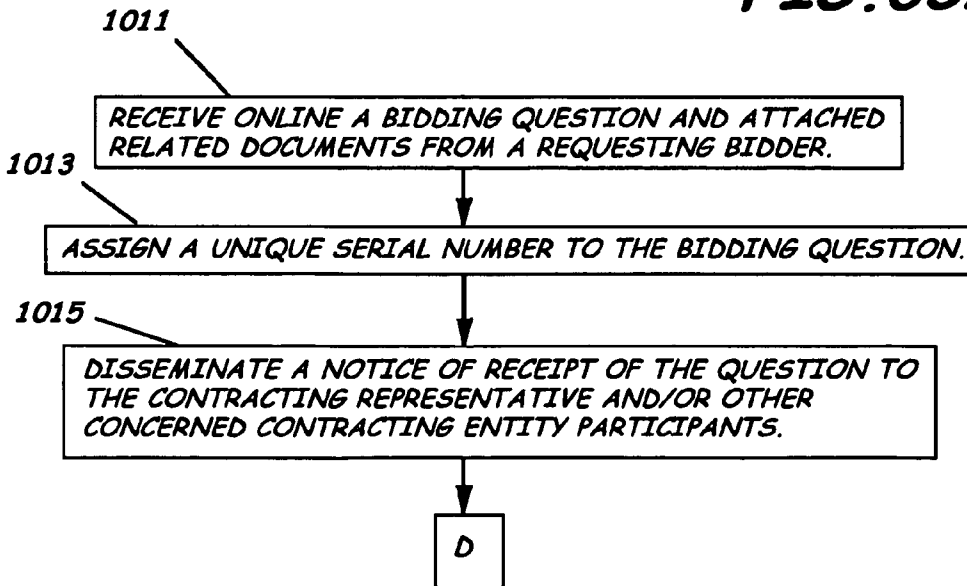 1011
RECEIVE ONLINE A BIDDING QUESTION AND ATTACHED
RELATED DOCUMENTS FROM A REQUESTING BIDDER.
1013
ASSIGN A UNIQUE SERIAL NUMBER TO THE BIDDING QUESTION.
1015
DISSEMINATE A NOTICE OF RECEIPT OF THE QUESTION TO
THE CONTRACTING REPRESENTATIVE AND/OR OTHER
CONCERNED CONTRACTING ENTITY PARTICIPANTS.
D